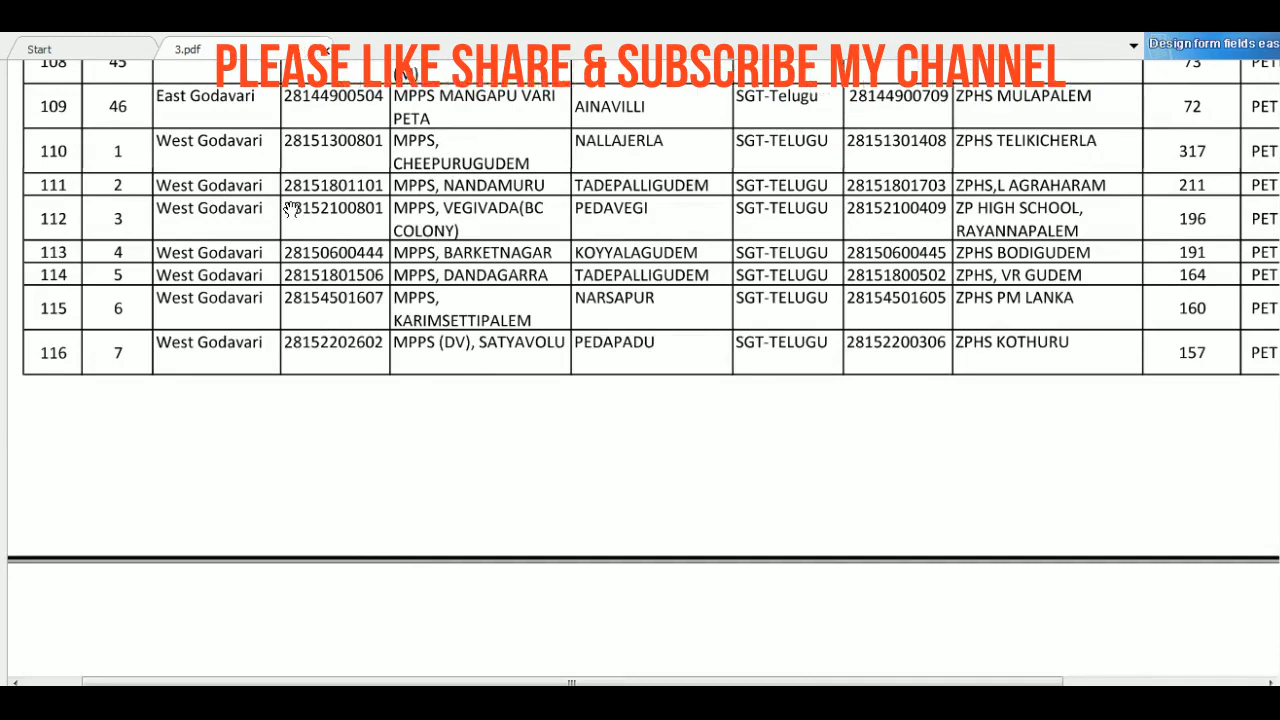 Start
3.pdf
Design form fields eas
PLEASE LIKE SHARE & SUBSCRIBE MY CHANNEL
108 45 73 PET
109 46 East Godavari 28144900504 MPPS MANGAPU VARI PETA AINAVILLI SGT-Telugu 28144900709 ZPHS MULAPALEM 72 PET
110 1 West Godavari 28151300801 MPPS, CHEEPURUGUDEM NALLAJERLA SGT-TELUGU 28151301408 ZPHS TELIKICHERLA 317 PET
111 2 West Godavari 28151801101 MPPS, NANDAMURU TADEPALLIGUDEM SGT-TELUGU 28151801703 ZPHS,L AGRAHARAM 211 PET
112 3 West Godavari 28152100801 MPPS, VEGIVADA(BC COLONY) PEDAVEGI SGT-TELUGU 28152100409 ZP HIGH SCHOOL, RAYANNAPALEM 196 PET
113 4 West Godavari 28150600444 MPPS, BARKETNAGAR KOYYALAGUDEM SGT-TELUGU 28150600445 ZPHS BODIGUDEM 191 PET
114 5 West Godavari 28151801506 MPPS, DANDAGARRA TADEPALLIGUDEM SGT-TELUGU 28151800502 ZPHS, VR GUDEM 164 PET
115 6 West Godavari 28154501607 MPPS, KARIMSETTIPALEM NARSAPUR SGT-TELUGU 28154501605 ZPHS PM LANKA 160 PET
116 7 West Godavari 28152202602 MPPS (DV), SATYAVOLU PEDAPADU SGT-TELUGU 28152200306 ZPHS KOTHURU 157 PET